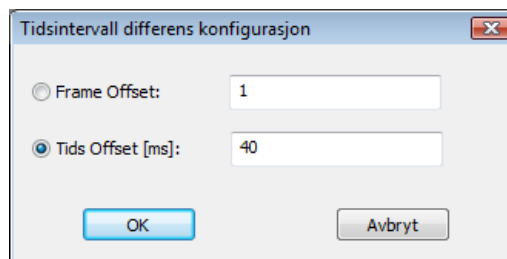 Tidsintervall differens konfigurasjon
Frame Offset: 1
Tids Offset [ms]: 40
OK Avbryt